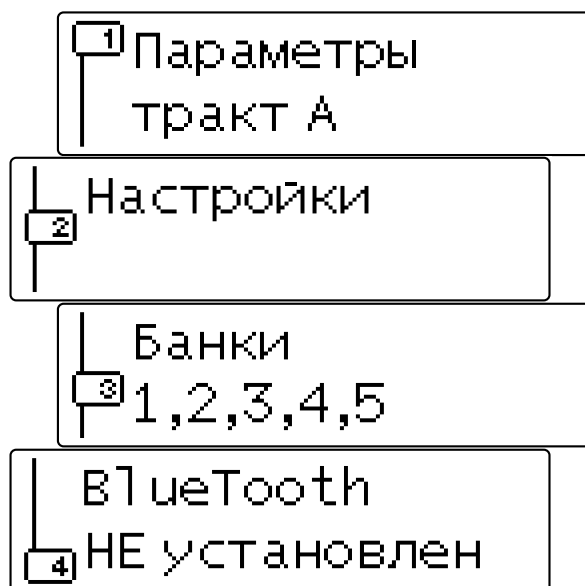 1
Параметры
тракт А
2
Настройки
Банки
3
1,2,3,4,5
BlueTooth
4
НЕ установлен